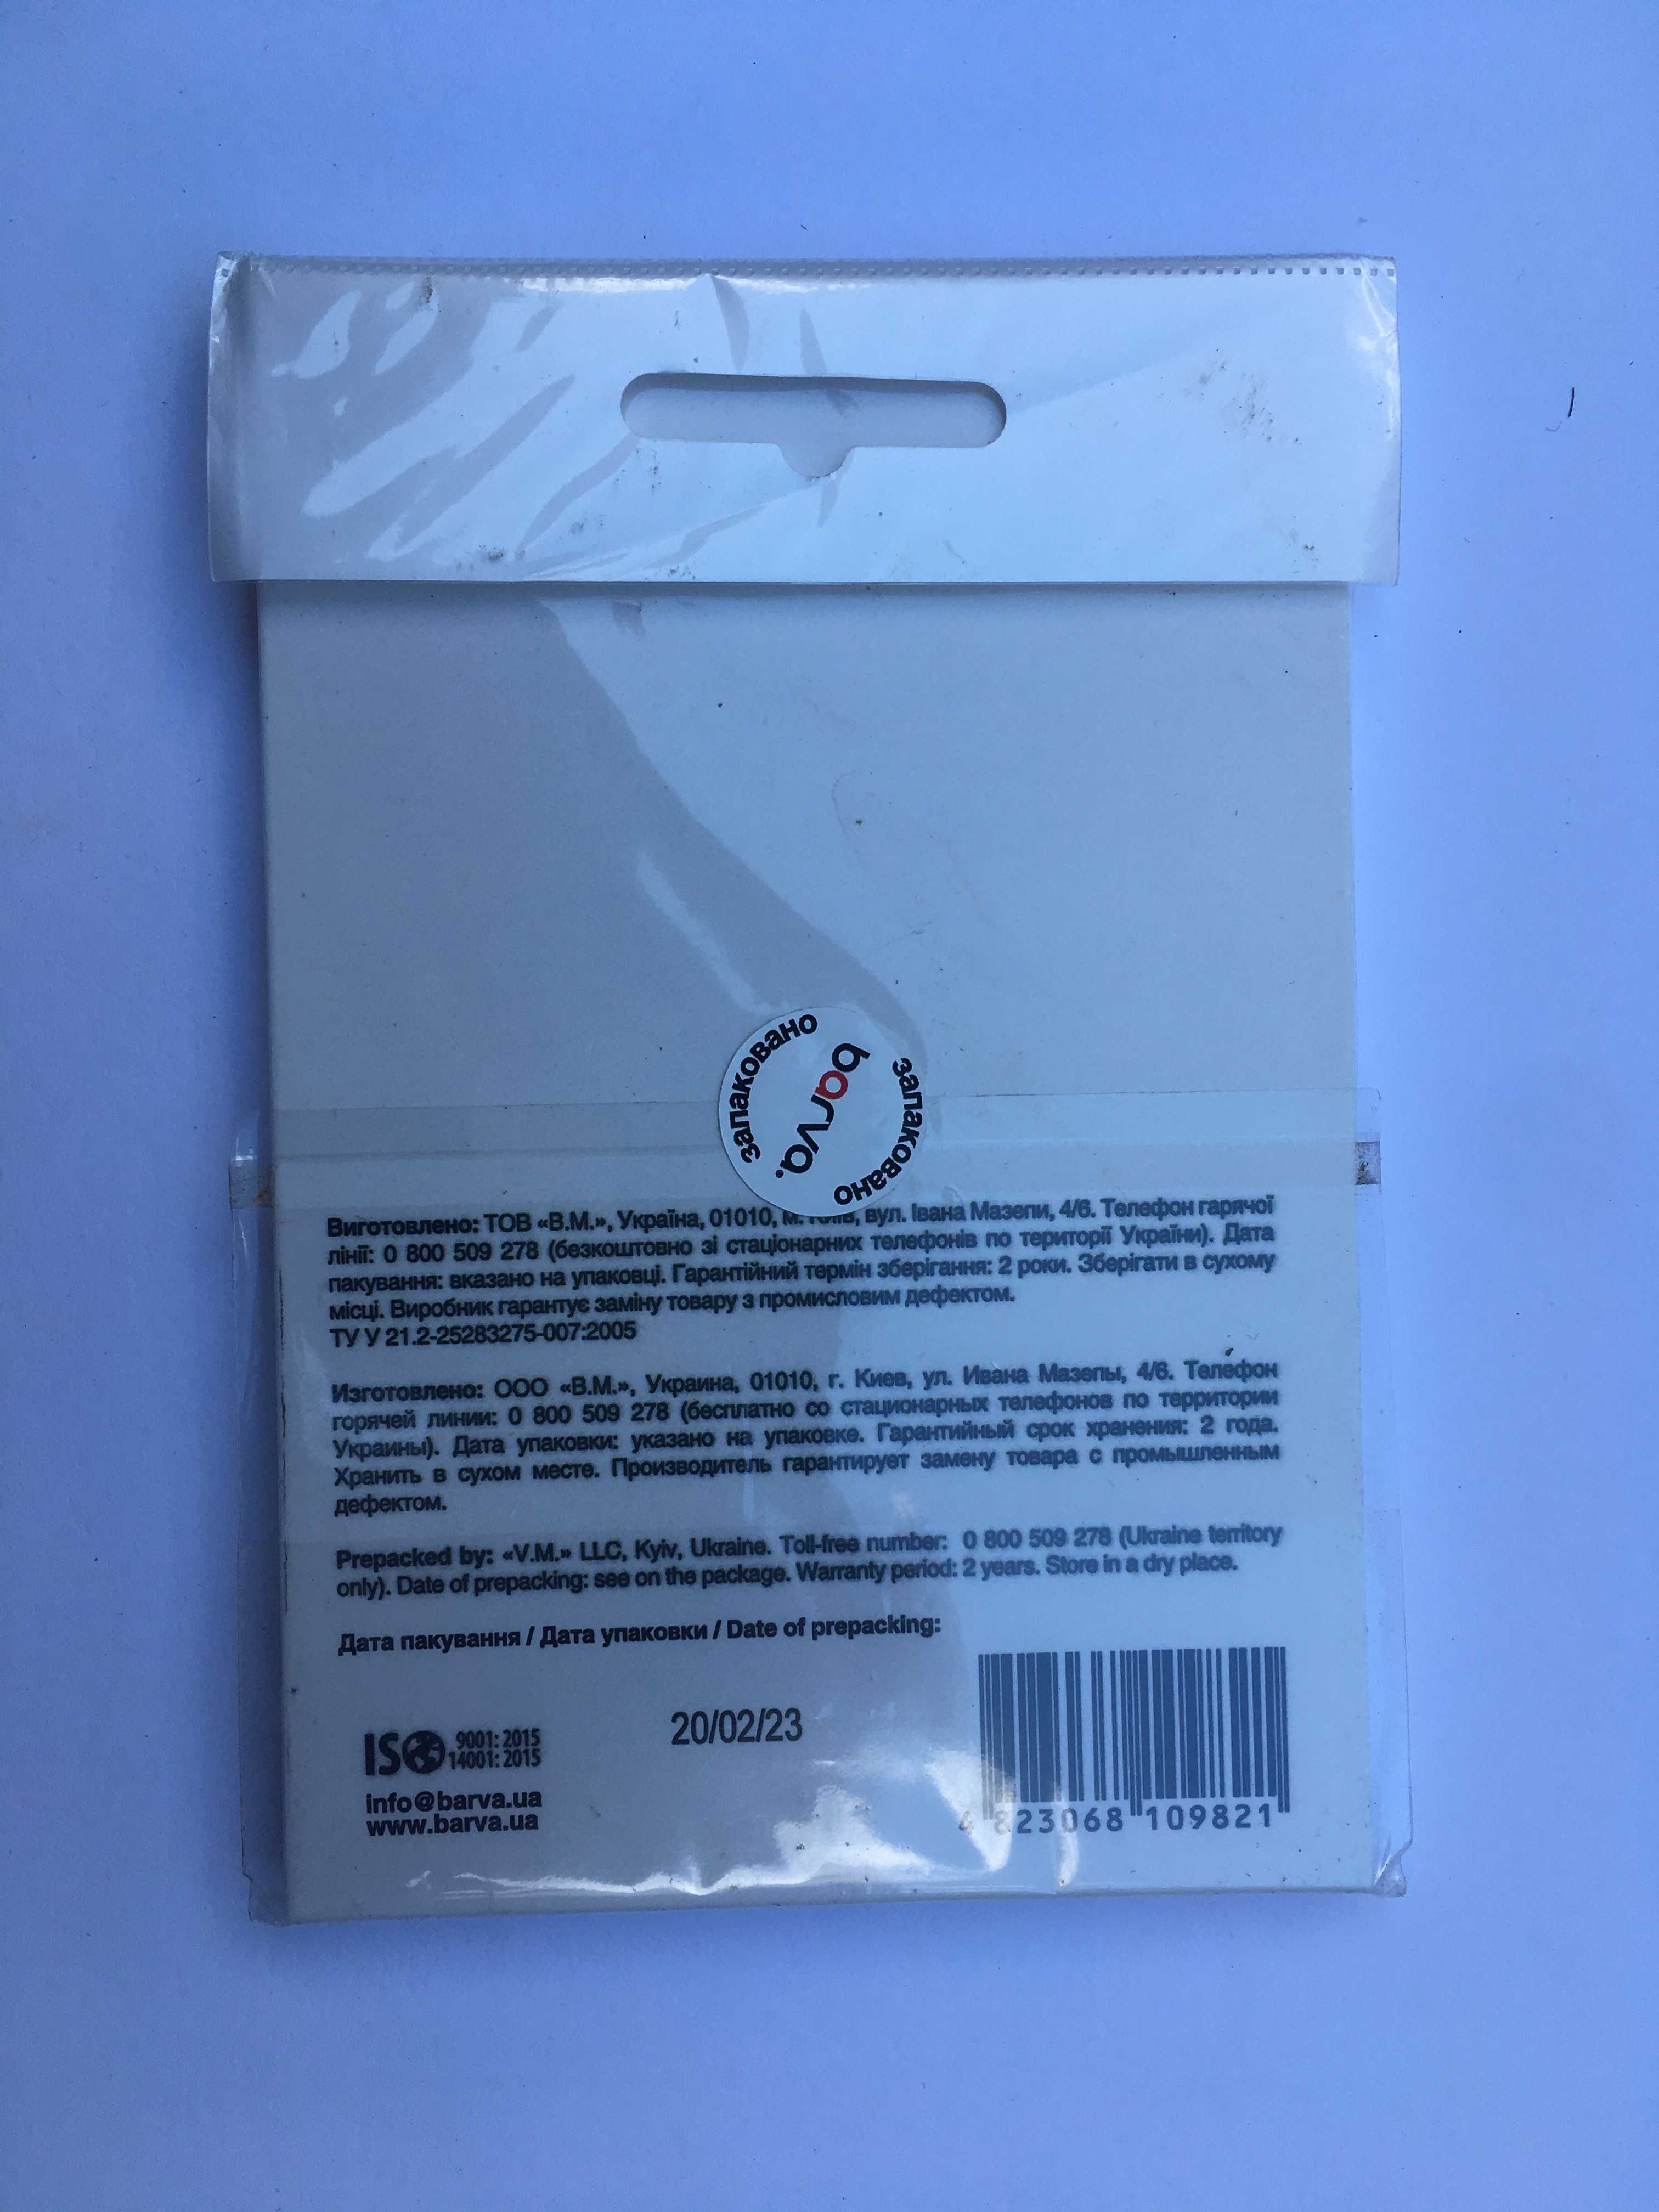 запаковано
barva.
запаковано
Виготовлено: ТОВ «В.М.», Україна, 01010, м. Київ, вул. Івана Мазепи, 4/6. Телефон гарячої
лінії: 0 800 509 278 (безкоштовно зі стаціонарних телефонів по території України). Дата
пакування: вказано на упаковці. Гарантійний термін зберігання: 2 роки. Зберігати в сухому
місці. Виробник гарантує заміну товару з промисловим дефектом.
ТУ У 21.2-25283275-007:2005
Изготовлено: ООО «В.М.», Украина, 01010, г. Киев, ул. Ивана Мазепы, 4/6. Телефон
горячей линии: 0 800 509 278 (бесплатно со стационарных телефонов по территории
Украины). Дата упаковки: указано на упаковке. Гарантийный срок хранения: 2 года.
Хранить в сухом месте. Производитель гарантирует замену товара с промышленным
дефектом.
Prepacked by: «V.M.» LLC, Kyiv, Ukraine. Toll-free number: 0 800 509 278 (Ukraine territory
only). Date of prepacking: see on the package. Warranty period: 2 years. Store in a dry place.
Дата пакування / Дата упаковки / Date of prepacking:
20/02/23
ISO 9001: 2015
14001: 2015
info@barva.ua
www.barva.ua
4 823068 109821